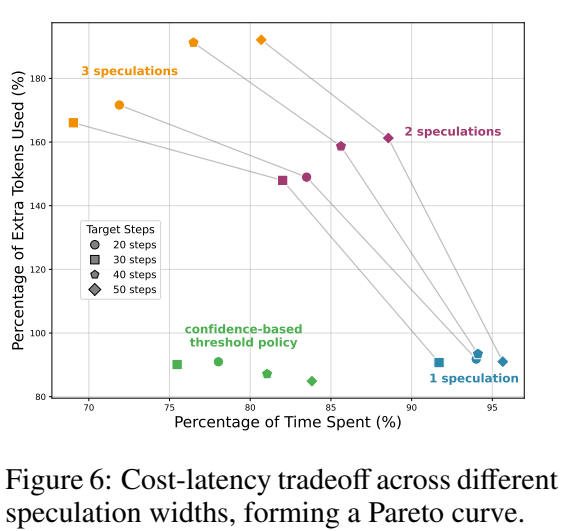 Percentage of Extra Tokens Used (%)
180
160
140
120
100
80
3 speculations
2 speculations
Target Steps
20 steps
30 steps
40 steps
50 steps
confidence-based
threshold policy
1 speculation
70
75
80
85
90
95
Percentage of Time Spent (%)
Figure 6: Cost-latency tradeoff across different
speculation widths, forming a Pareto curve.